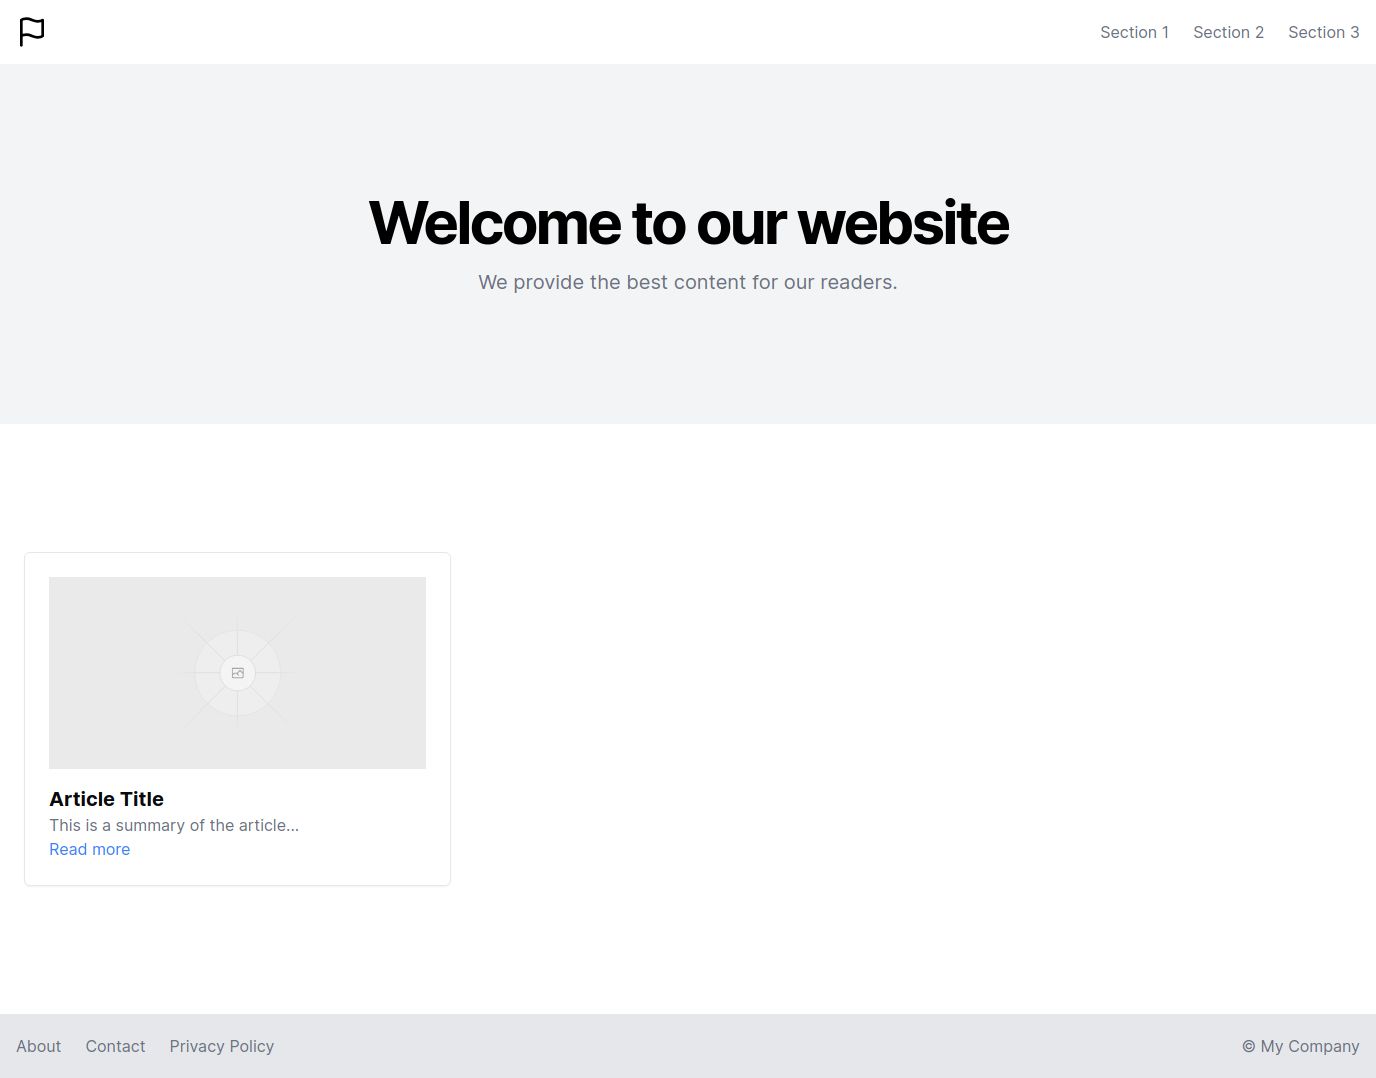 Section 1 Section 2 Section 3
Welcome to our website
We provide the best content for our readers.
Article Title
This is a summary of the article...
Read more
About Contact Privacy Policy © My Company